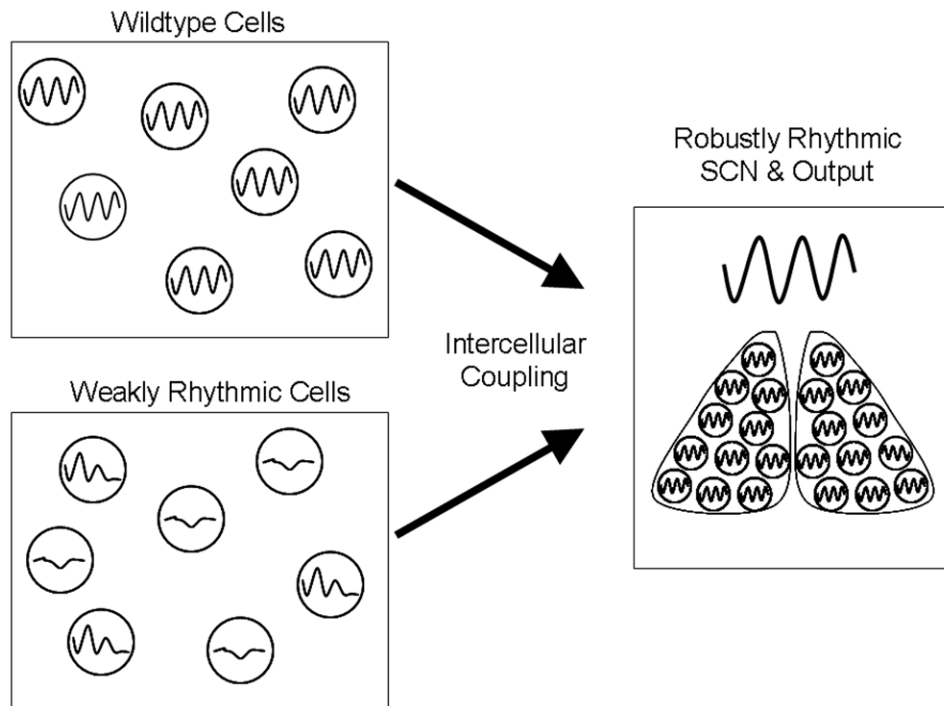 Wildtype Cells
Weakly Rhythmic Cells
Intercellular
Coupling
Robustly Rhythmic
SCN & Output